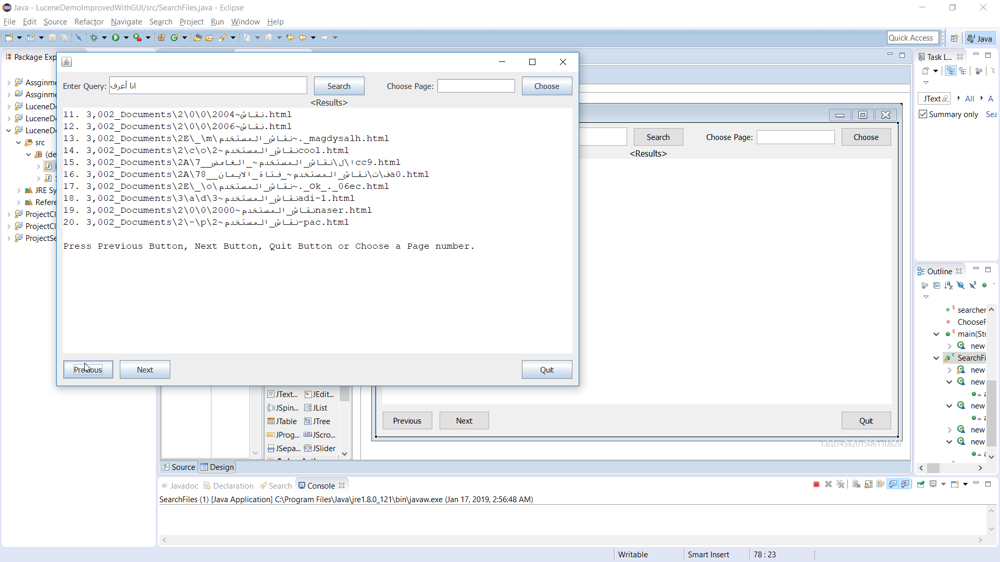 Java - LuceneDemoImprovedWithGUI/src/SearchFiles.java - Eclipse
File Edit Source Refactor Navigate Search Project Run Window Help
Quick Access
Java
Package Exp
Task L...
Assginme
Assginme
LuceneDe
LuceneDe
LuceneDe
src
(de
JRE Sy
Refere
ProjectCl
ProjectCl
ProjectSe
Enter Query: انا أعرف Search Choose Page: Choose
<Results>
11. 3,002_Documents\2\0\0\2004~نقاش.html
12. 3,002_Documents\2\0\0\2006~نقاش.html
13. 3,002_Documents\2E\_\m\نقاش_المستخدم~._magdysalh.html
14. 3,002_Documents\2\c\o\2~نقاش_المستخدمcool.html
15. 3,002_Documents\2A\7__ا\ل\نقاش_المستخدم~_الغامضcc9.html
16. 3,002_Documents\2A\78__ف\ت\نقاش_المستخدم~_فتاة_الايمانa0.html
17. 3,002_Documents\2E\_\o\نقاش_المستخدم~._Ok_._06ec.html
18. 3,002_Documents\3\a\d\3~نقاش_المستخدمadi-1.html
19. 3,002_Documents\2\0\0\2000~نقاش_المستخدمnaser.html
20. 3,002_Documents\2\-\p\2~نقاش_المستخدم-pac.html
Press Previous Button, Next Button, Quit Button or Choose a Page number.
Previous Next Quit
Search Choose Page: Choose
<Results>
Previous Next Quit
1.8.0.r45x201506110820
JText All A
Summary only Sea
Outline
searcher
ChooseF
main(Str
new
SearchFi
new
new
new
new
new
JText... JEdit...
JSpin... JList
JTable JTree
JProg... JScro...
JSepa... JSlider
Source Design
Javadoc Declaration Search Console
SearchFiles (1) [Java Application] C:\Program Files\Java\jre1.8.0_121\bin\javaw.exe (Jan 17, 2019, 2:56:48 AM)
Writable Smart Insert 78 : 23